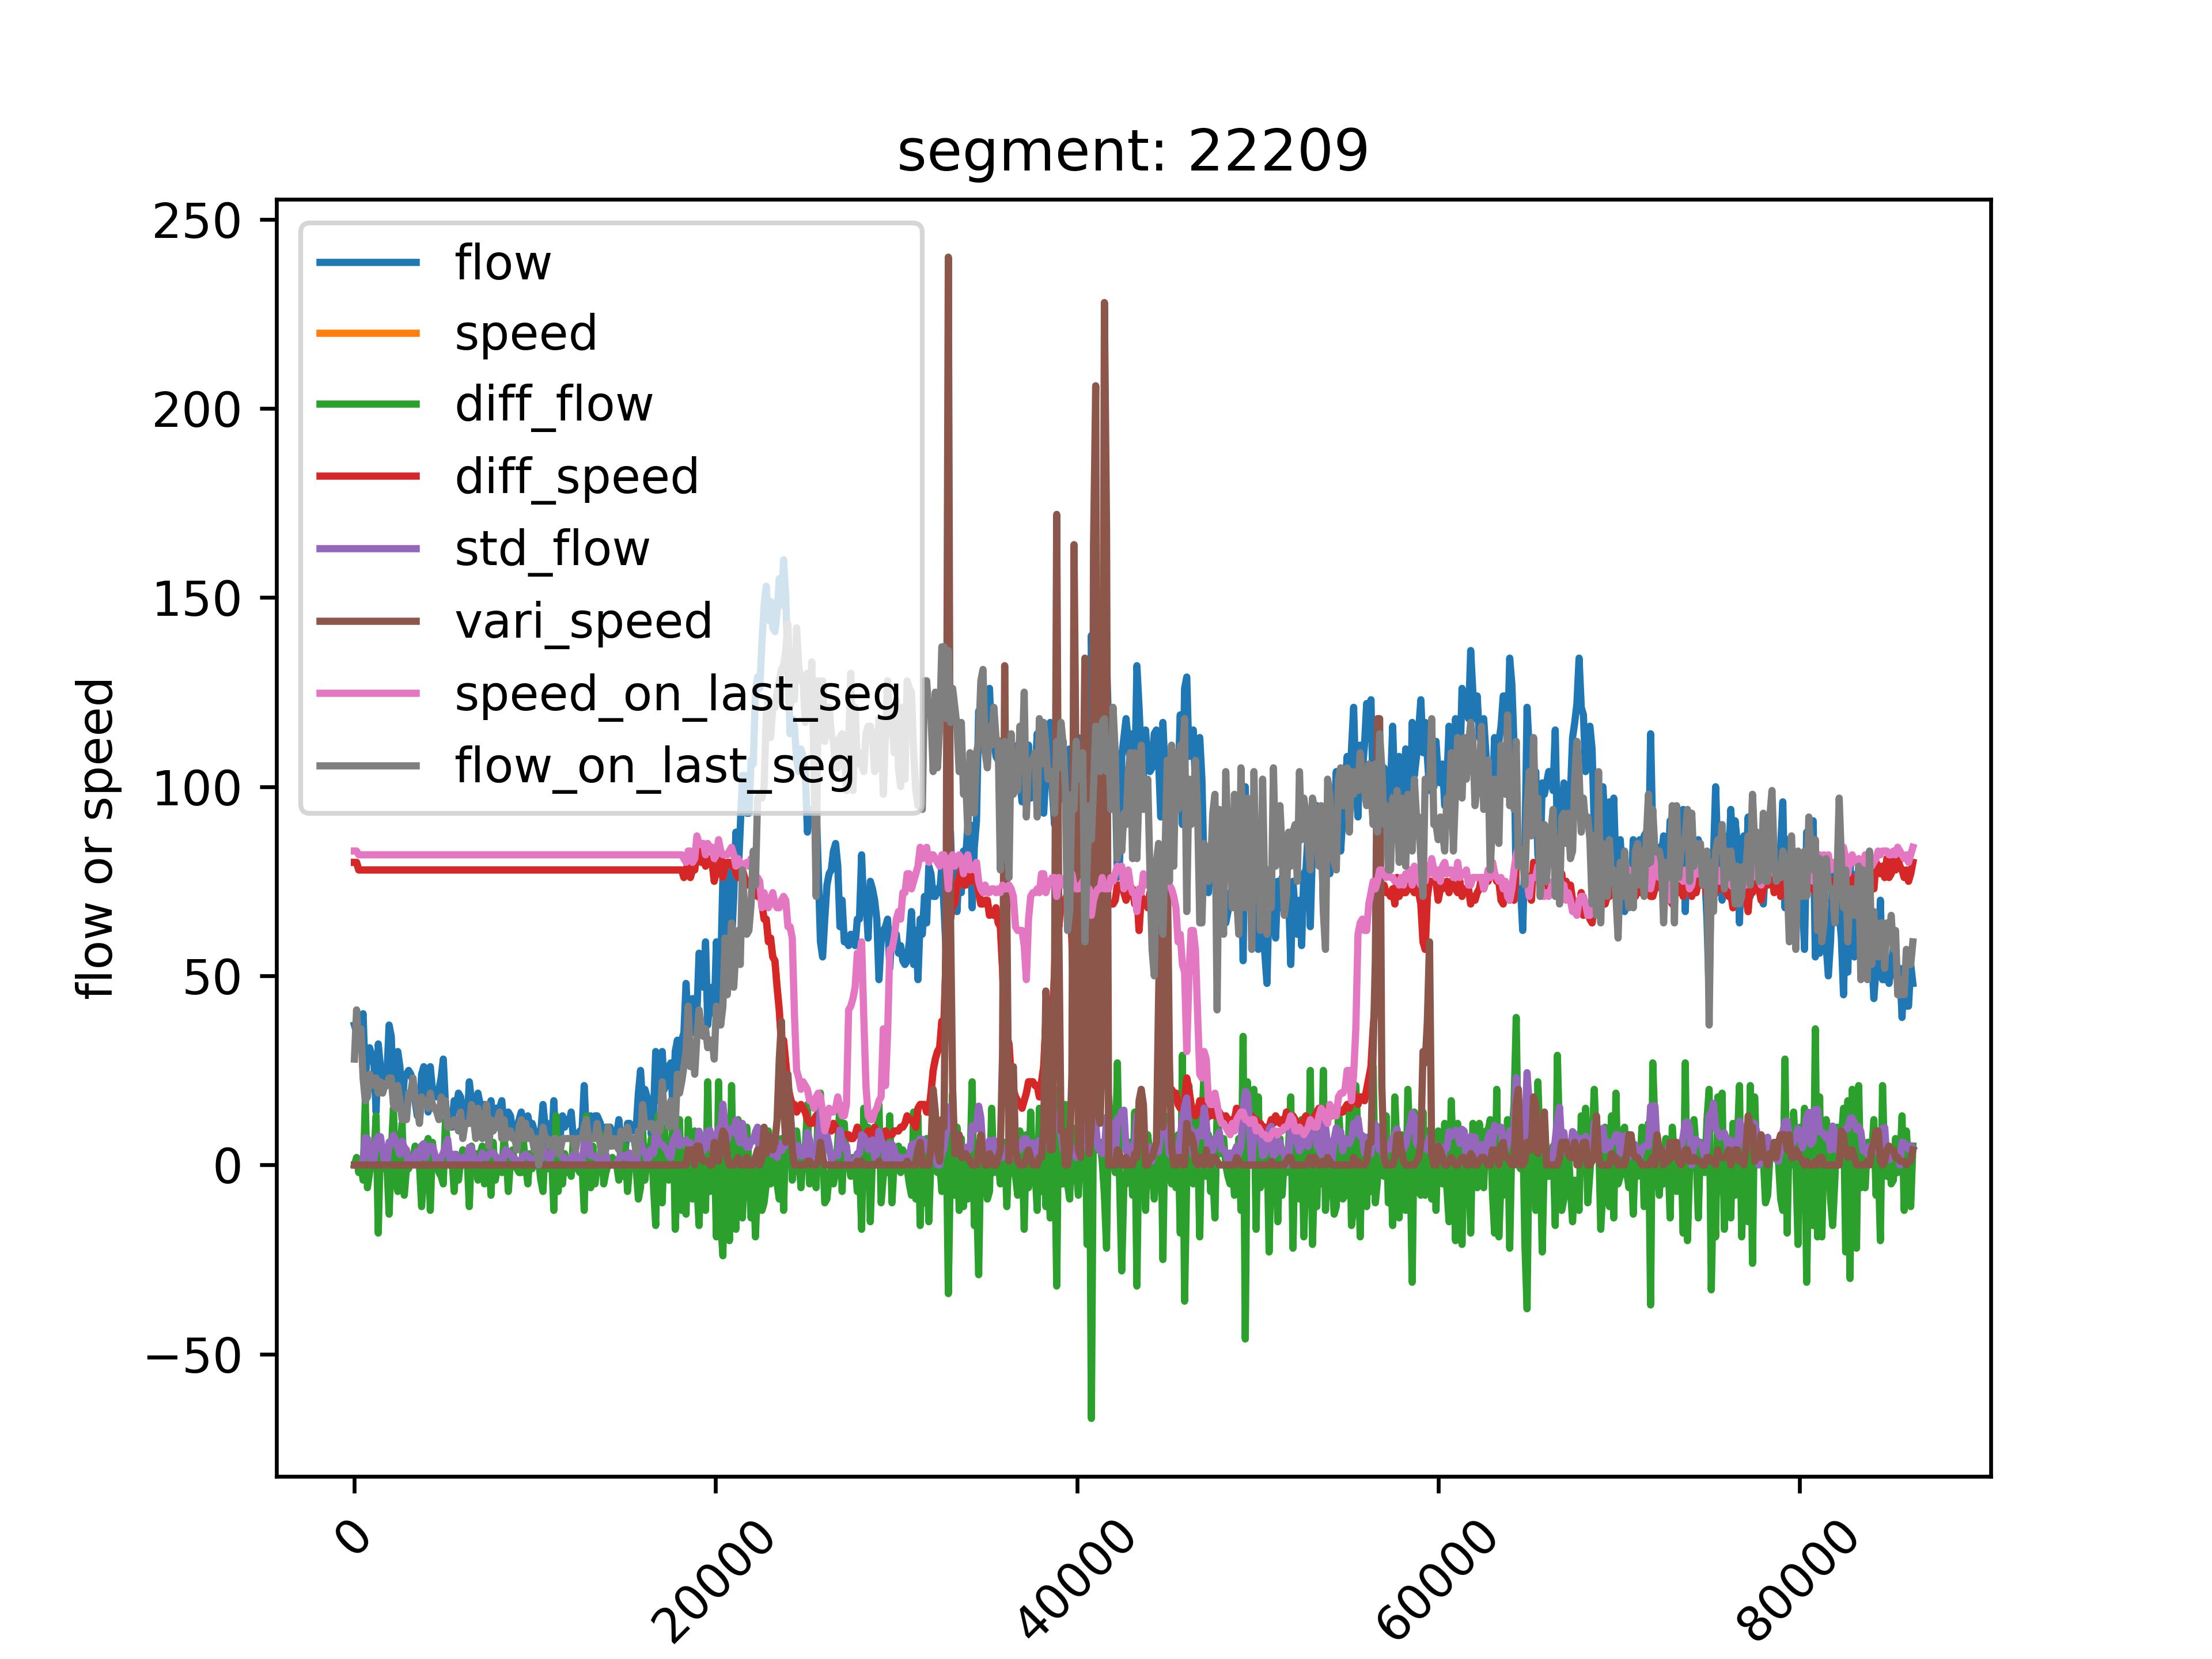 segment: 22209
250
200
150
100
50
0
−50
flow or speed
flow
speed
diff_flow
diff_speed
std_flow
vari_speed
speed_on_last_seg
flow_on_last_seg
0
20000
40000
60000
80000